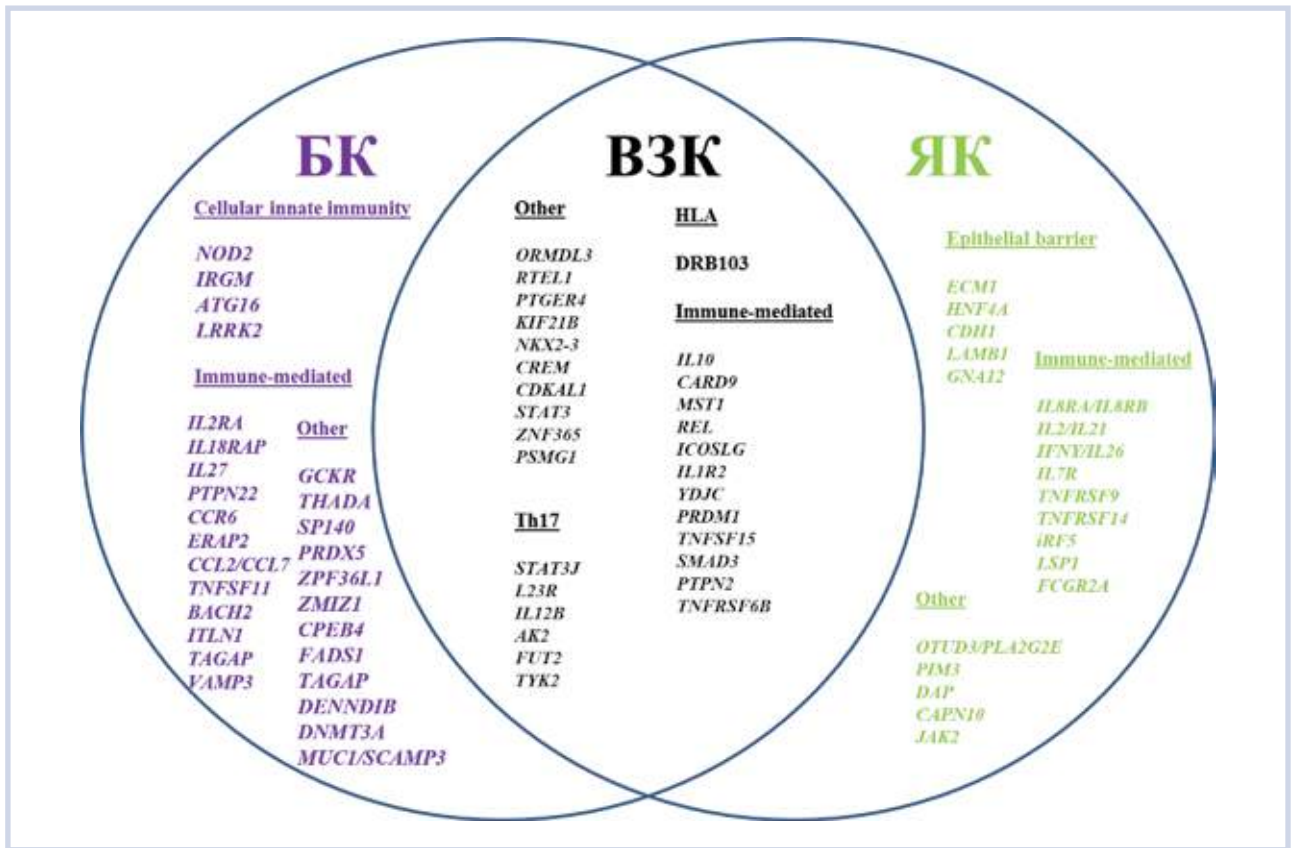 БК
Cellular innate immunity
NOD2
IRGM
ATG16
LRRK2
Immune-mediated
IL2RA
IL18RAP
IL27
PTPN22
CCR6
ERAP2
CCL2/CCL7
TNFSF11
BACH2
ITLN1
TAGAP
VAMP3
Other
GCKR
THADA
SP140
PRDX5
ZPF36L1
ZMIZ1
CPEB4
FADS1
TAGAP
DENNDIB
DNMT3A
MUC1/SCAMP3
ВЗК
Other
ORMDL3
RTEL1
PTGER4
KIF21B
NKX2-3
CREM
CDKAL1
STAT3
ZNF365
PSMG1
Th17
STAT3J
L23R
IL12B
AK2
FUT2
TYK2
HLA
DRB103
Immune-mediated
IL10
CARD9
MST1
REL
ICOSLG
IL1R2
YDJC
PRDM1
TNFSF15
SMAD3
PTPN2
TNFRSF6B
ЯК
Epithelial barrier
ECM1
HNF4A
CDH1
LAMB1
GNA12
Immune-mediated
IL8RA/IL8RB
IL2/IL21
IFNY/IL26
IL7R
TNFRSF9
TNFRSF14
iRF5
LSP1
FCGR2A
Other
OTUD3/PLA2G2E
PIM3
DAP
CAPN10
JAK2